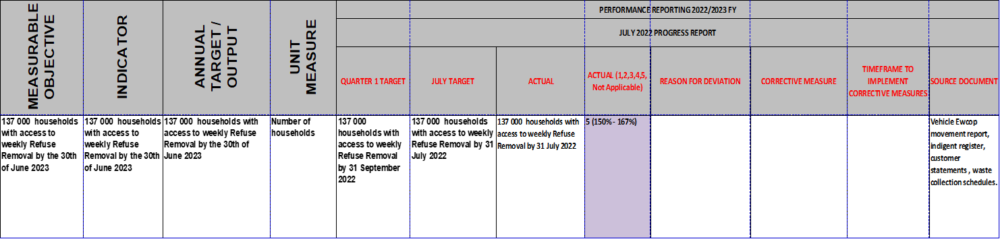 PERFORMANCE REPORTING 2022/2023 FY
JULY 2022 PROGRESS REPORT
MEASURABLE
OBJECTIVE
INDICATOR
ANNUAL
TARGET /
OUTPUT
UNIT
MEASURE
QUARTER 1 TARGET
JULY TARGET
ACTUAL
ACTUAL (1,2,3,4,5,
Not Applicable)
REASON FOR DEVIATION
CORRECTIVE MEASURE
TIMEFRAME TO
IMPLEMENT
CORRECTIVE MEASURES
SOURCE DOCUMENT
137 000 households
with access to
weekly Refuse
Removal by the 30th
of June 2023
137 000 households
with access to
weekly Refuse
Removal by the 30th
of June 2023
137 000 households with
access to weekly Refuse
Removal by the 30th of
June 2023
Number of
households
137 000
households with
access to weekly
Refuse Removal
by 31 September
2022
137 000 households
with access to weekly
Refuse Removal by 31
July 2022
137 000 households with
access to weekly Refuse
Removal by 31 July 2022
5 (150% - 167%)
Vehicle Ewcop
movement report,
indigent register,
customer
statements , waste
collection schedules.